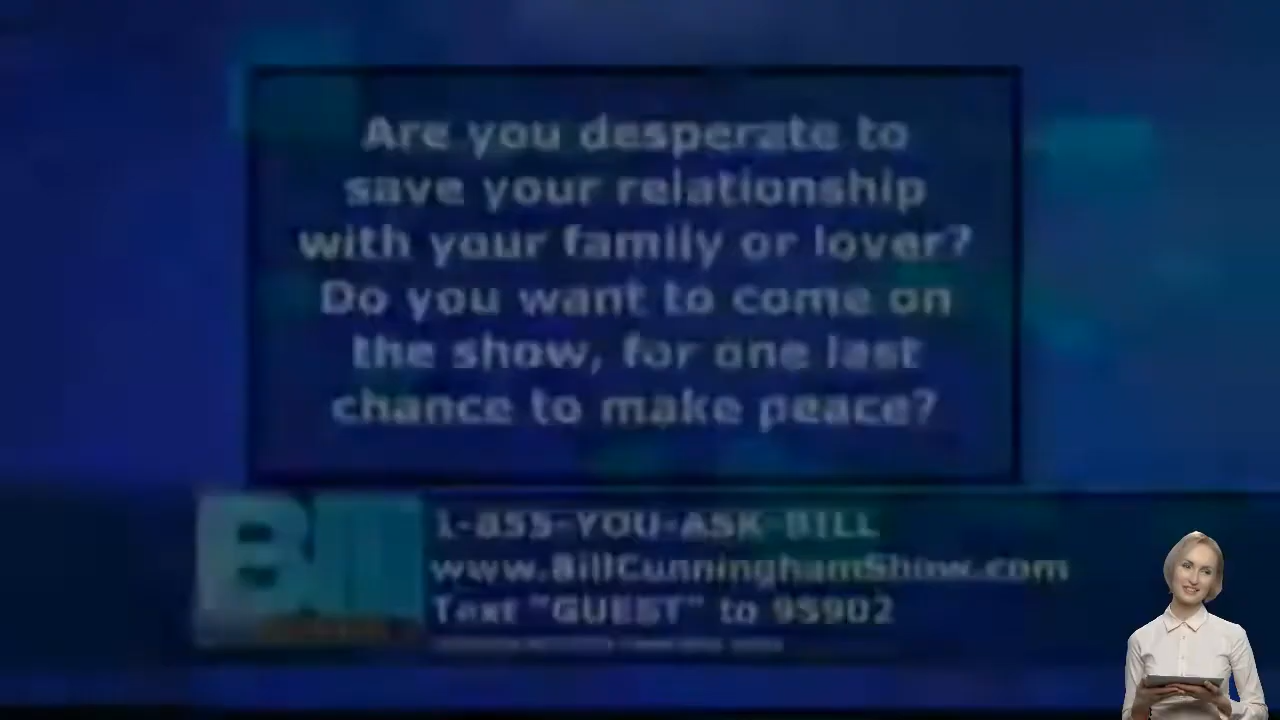 Are you desperate to
save your relationship
with your family or lover?
Do you want to come on
the show, for one last
chance to make peace?
Bill
1-855-YOU-ASK-BILL
www.BillCunninghamShow.com
Text "GUEST" to 95902